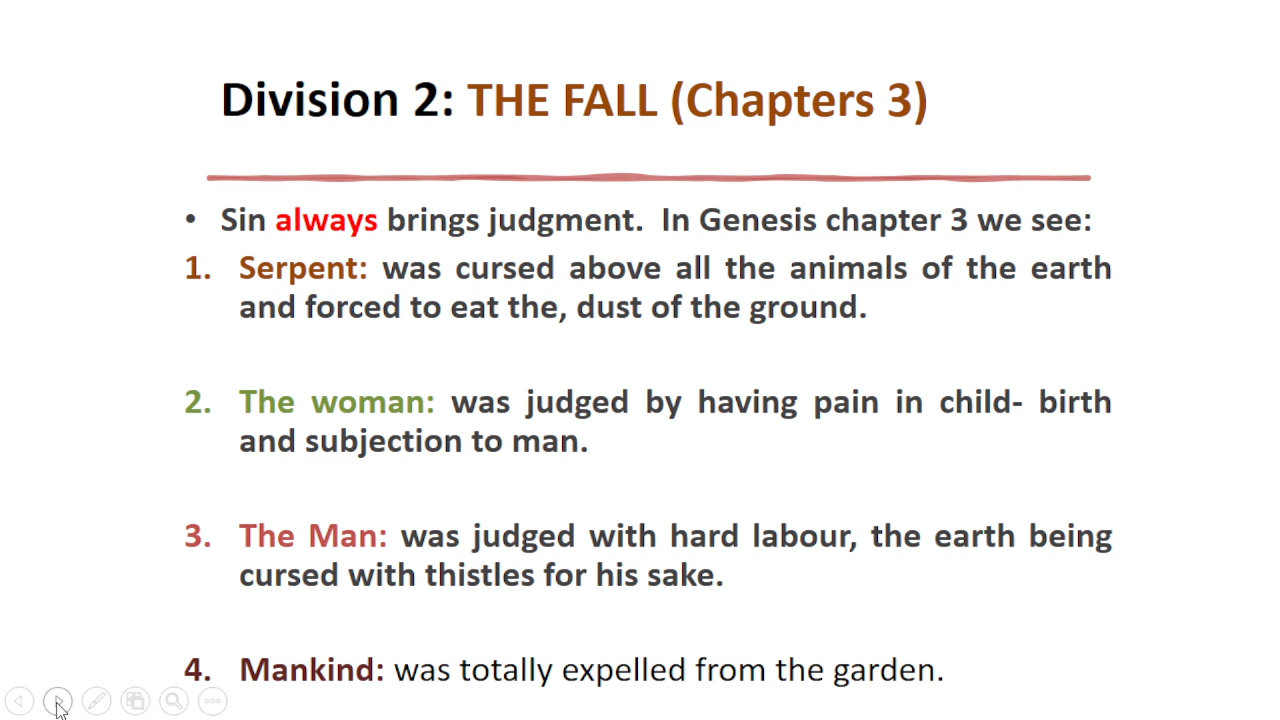 Division 2: THE FALL (Chapters 3)
• Sin always brings judgment. In Genesis chapter 3 we see:
1. Serpent: was cursed above all the animals of the earth
and forced to eat the, dust of the ground.
2. The woman: was judged by having pain in child- birth
and subjection to man.
3. The Man: was judged with hard labour, the earth being
cursed with thistles for his sake.
4. Mankind: was totally expelled from the garden.